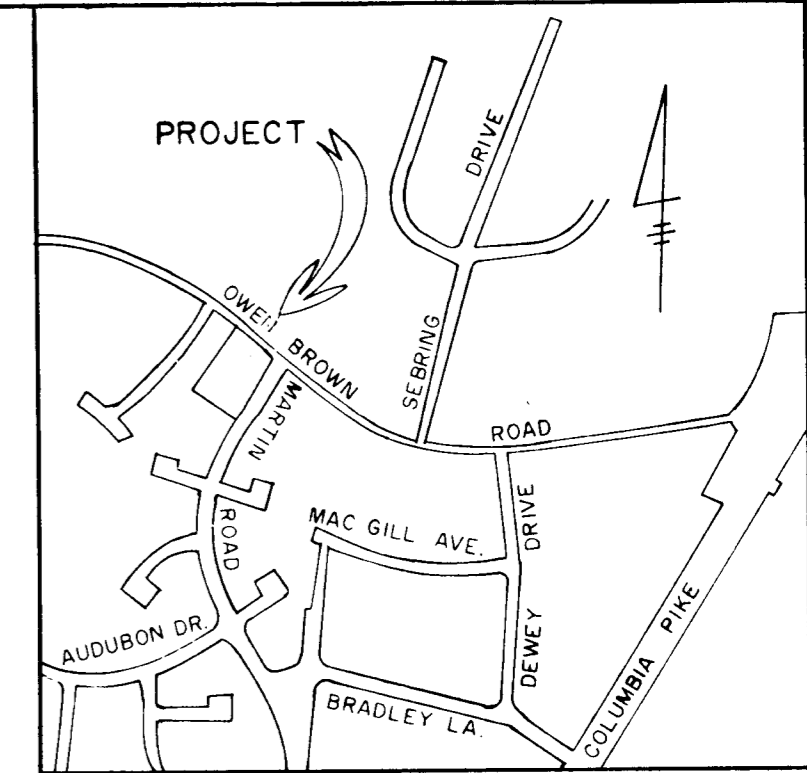 PROJECT
DRIVE
SEBRING
OWEN BROWN
ROAD
MARTIN
ROAD
MAC GILL AVE.
DRIVE
DEWEY
COLUMBIA PIKE
AUDUBON DR.
BRADLEY LA.